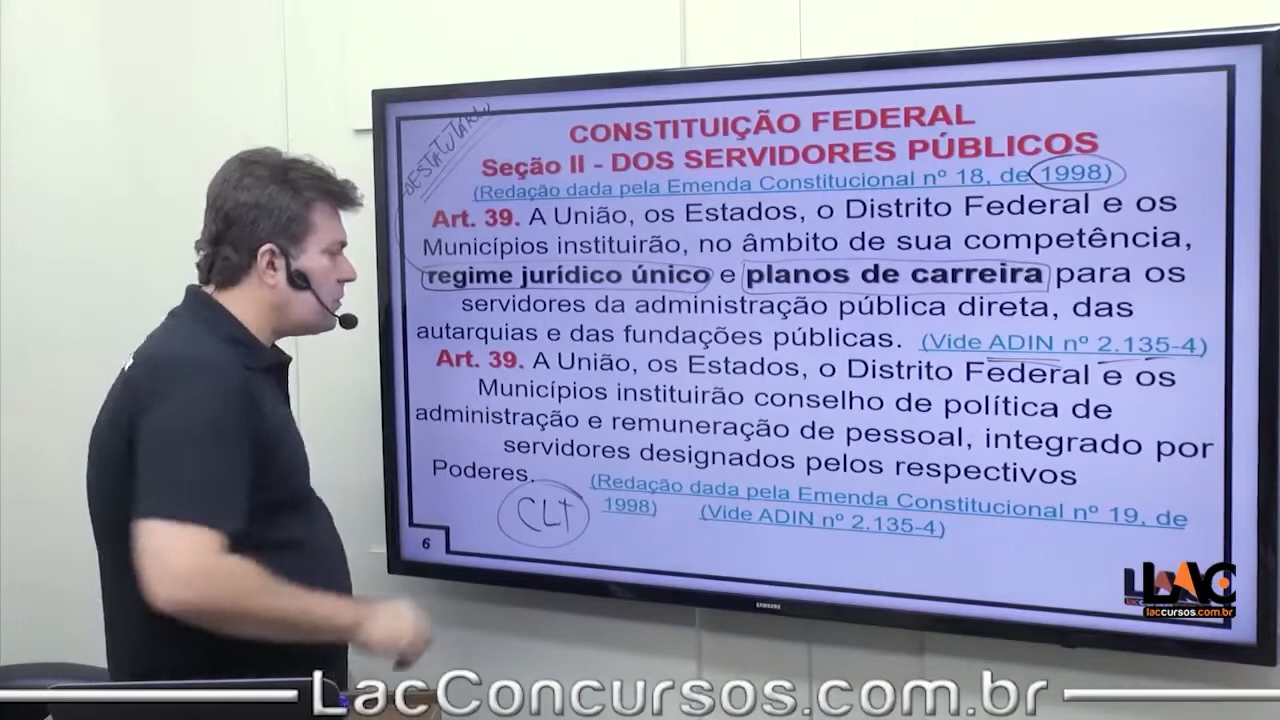 CONSTITUIÇÃO FEDERAL
Seção II - DOS SERVIDORES PÚBLICOS
(Redação dada pela Emenda Constitucional nº 18, de 1998)
ESTATUTÁRIO
Art. 39. A União, os Estados, o Distrito Federal e os
Municípios instituirão, no âmbito de sua competência,
regime jurídico único e planos de carreira para os
servidores da administração pública direta, das
autarquias e das fundações públicas. (Vide ADIN nº 2.135-4)
Art. 39. A União, os Estados, o Distrito Federal e os
Municípios instituirão conselho de política de
administração e remuneração de pessoal, integrado por
servidores designados pelos respectivos
Poderes. (Redação dada pela Emenda Constitucional nº 19, de
1998) (Vide ADIN nº 2.135-4)
CLT
6
SAMSUNG
LAC
laccursos.com.br
LacConcursos.com.br